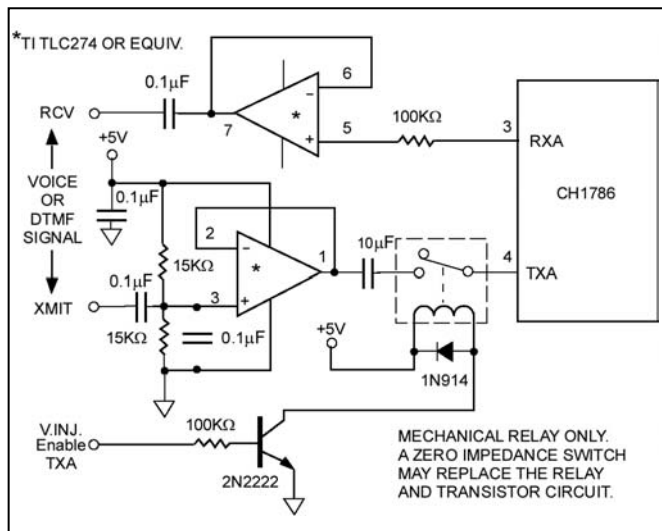 *TI TLC274 OR EQUIV.
0.1µF
6
RCV
7
*
5
100KΩ
3
RXA
+5V
VOICE
OR
DTMF
SIGNAL
0.1µF
CH1786
2
1
10µF
4
TXA
15KΩ
*
0.1µF
3
XMIT
15KΩ
0.1µF
+5V
1N914
V.INJ.
Enable
TXA
100KΩ
2N2222
MECHANICAL RELAY ONLY.
A ZERO IMPEDANCE SWITCH
MAY REPLACE THE RELAY
AND TRANSISTOR CIRCUIT.